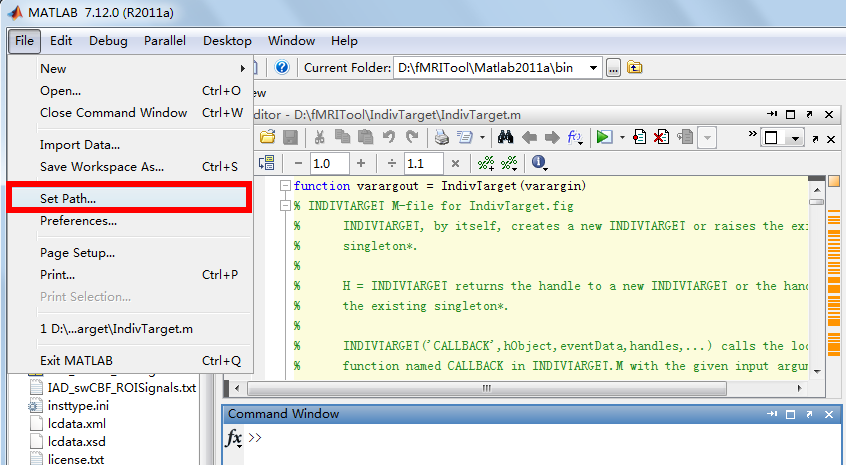 MATLAB 7.12.0 (R2011a)
File Edit Debug Parallel Desktop Window Help
Current Folder: D:\fMRITool\Matlab2011a\bin ...
New
Open... Ctrl+O
Close Command Window Ctrl+W
Import Data...
Save Workspace As... Ctrl+S
Set Path...
Preferences...
Page Setup...
Print... Ctrl+P
Print Selection...
1 D:\...arget\IndivTarget.m
Exit MATLAB Ctrl+Q
IAD_swCBF_ROISignals.txt
insttype.ini
lcdata.xml
lcdata.xsd
license.txt
ditor - D:\fMRITool\IndivTarget\IndivTarget.m
− 1.0 + ÷ 1.1 ×
function varargout = IndivTarget(varargin)
% INDIVTARGET M-file for IndivTarget.fig
% INDIVTARGET, by itself, creates a new INDIVTARGET or raises the exi
% singleton*.
%
% H = INDIVTARGET returns the handle to a new INDIVTARGET or the hand
% the existing singleton*.
%
% INDIVTARGET('CALLBACK',hObject,eventData,handles,...) calls the loc
% function named CALLBACK in INDIVTARGET.M with the given input argum
Command Window
fx >>